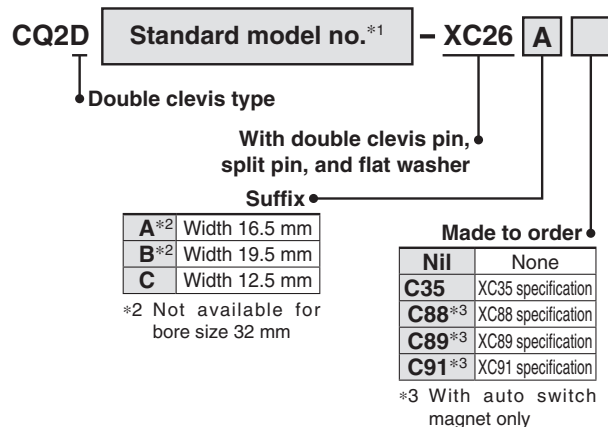 CQ2D Standard model no.*1 – XC26 A
Double clevis type
With double clevis pin,
split pin, and flat washer
Suffix
A*2 Width 16.5 mm
B*2 Width 19.5 mm
C Width 12.5 mm
*2 Not available for
bore size 32 mm
Made to order
Nil None
C35 XC35 specification
C88*3 XC88 specification
C89*3 XC89 specification
C91*3 XC91 specification
*3 With auto switch
magnet only